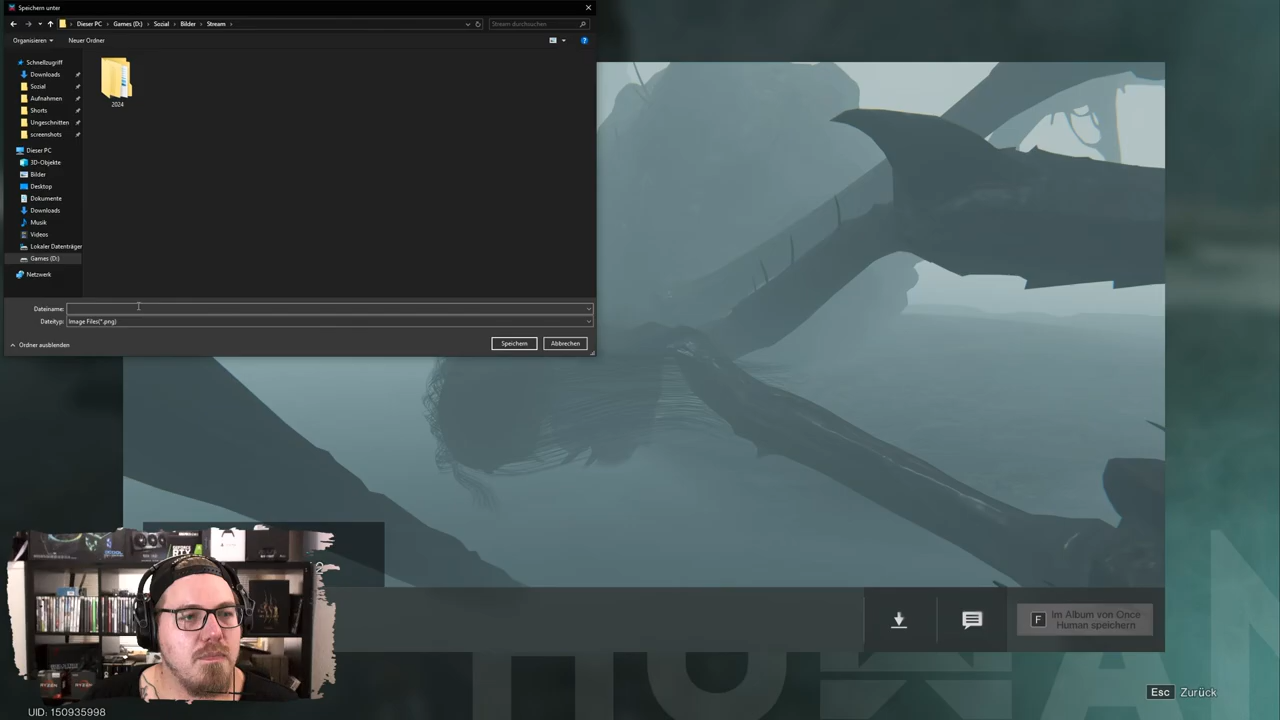 Speichern unter
Dieser PC > Games (D:) > Sozial > Bilder > Stream >
Stream durchsuchen
Organisieren
Neuer Ordner
Schnellzugriff
Downloads
Sozial
Aufnahmen
Shorts
Ungeschnitten
screenshots
Dieser PC
3D-Objekte
Bilder
Desktop
Dokumente
Downloads
Musik
Videos
Lokaler Datenträger
Games (D:)
Netzwerk
2024
Dateiname:
Dateityp: Image Files(*.png)
Ordner ausblenden
Speichern
Abbrechen
F
Im Album von Once
Human speichern
Esc Zurück
UID: 150935998